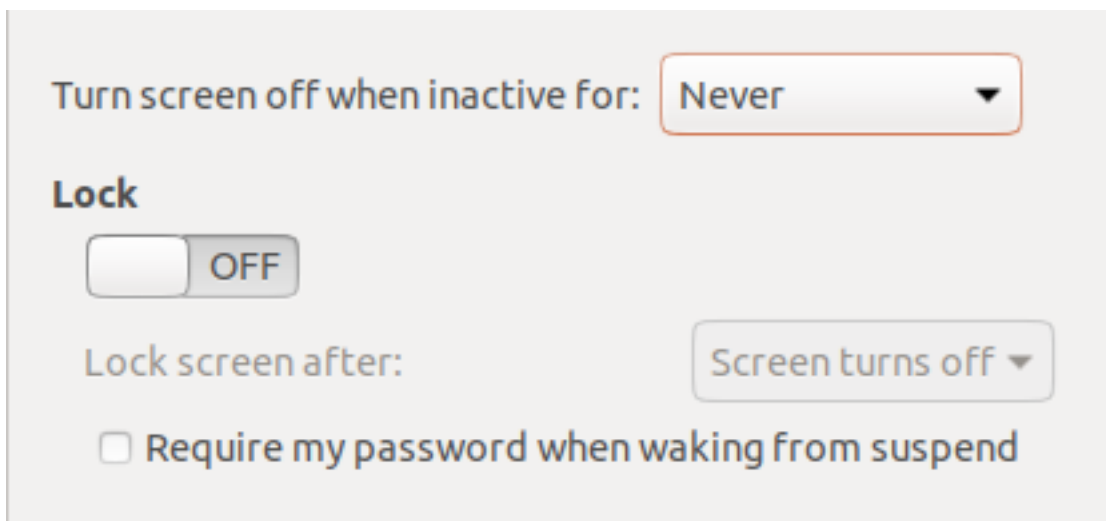 Turn screen off when inactive for: Never
Lock
OFF
Lock screen after: Screen turns off
Require my password when waking from suspend